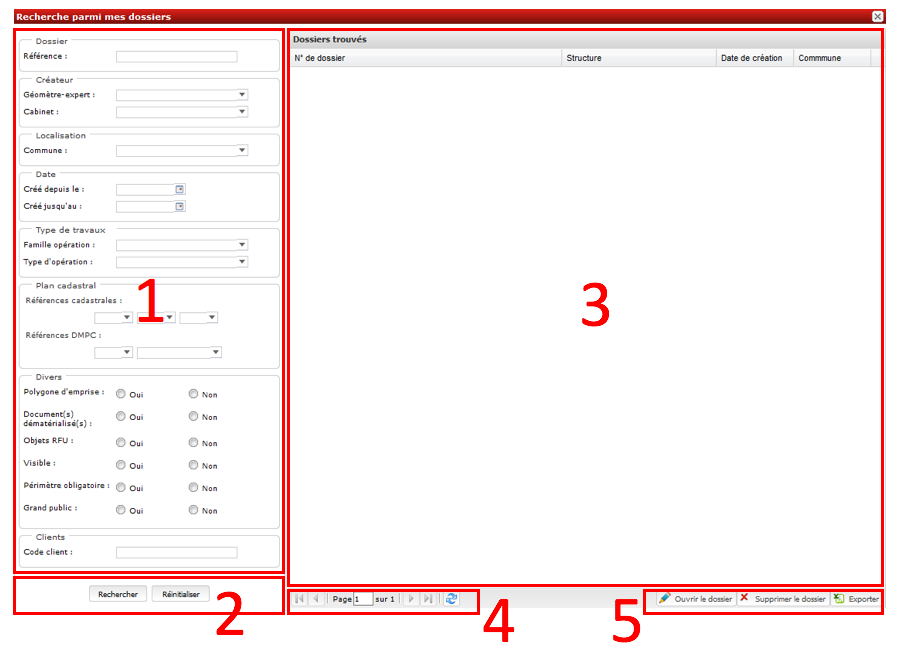 Recherche parmi mes dossiers
Dossier
Référence :
Créateur
Géomètre-expert :
Cabinet :
Localisation
Commune :
Date
Créé depuis le :
Créé jusqu'au :
Type de travaux
Famille opération :
Type d'opération :
Plan cadastral
Références cadastrales :
1
Références DMPC :
Divers
Polygone d'emprise : Oui Non
Document(s)
dématérialisé(s) : Oui Non
Objets RFU : Oui Non
Visible : Oui Non
Périmètre obligatoire : Oui Non
Grand public : Oui Non
Clients
Code client :
Rechercher Réinitialiser
2
Dossiers trouvés
N° de dossier Structure Date de création Commmune
3
Page 1 sur 1
4
Ouvrir le dossier Supprimer le dossier Exporter
5